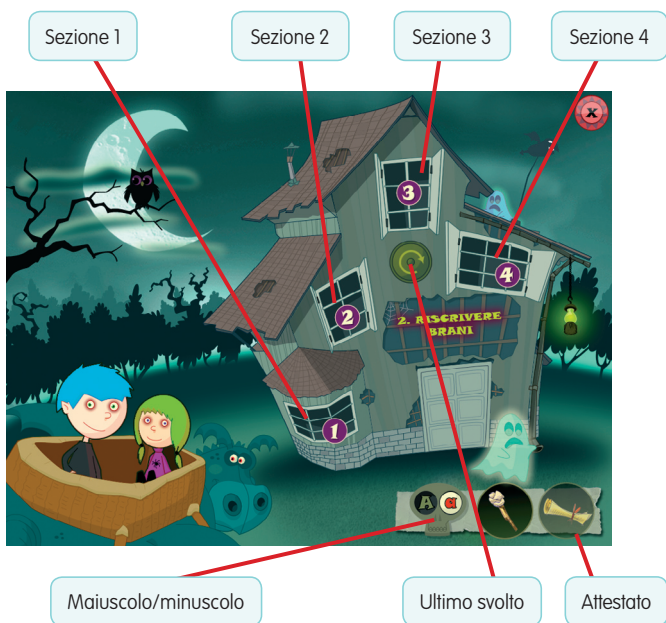 Sezione 1
Sezione 2
Sezione 3
Sezione 4
x
3
4
2
2. RISCRIVERE
BRANI
1
A a
Maiuscolo/minuscolo
Ultimo svolto
Attestato